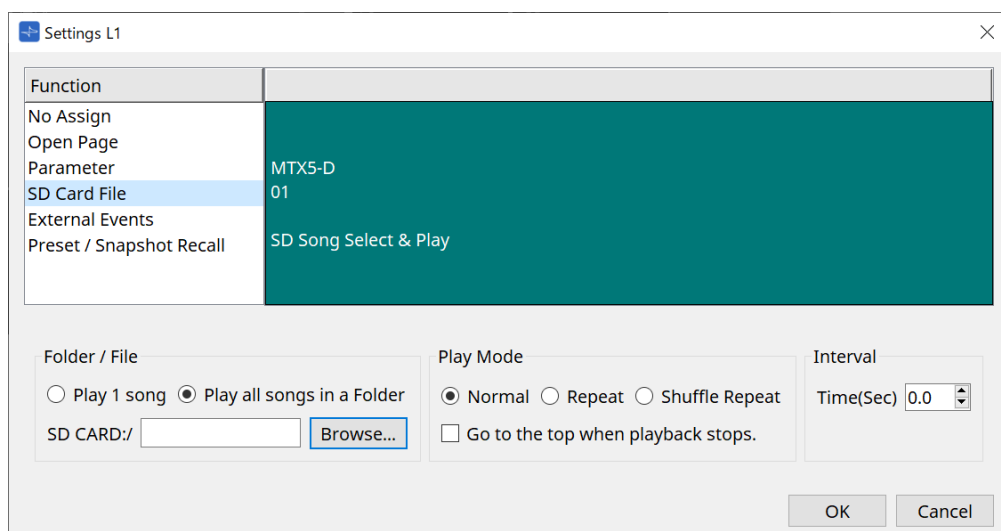 Settings L1
Function
No Assign
Open Page
Parameter
SD Card File
External Events
Preset / Snapshot Recall
MTX5-D
01
SD Song Select & Play
Folder / File
Play 1 song Play all songs in a Folder
SD CARD:/ Browse...
Play Mode
Normal Repeat Shuffle Repeat
Go to the top when playback stops.
Interval
Time(Sec) 0.0
OK Cancel